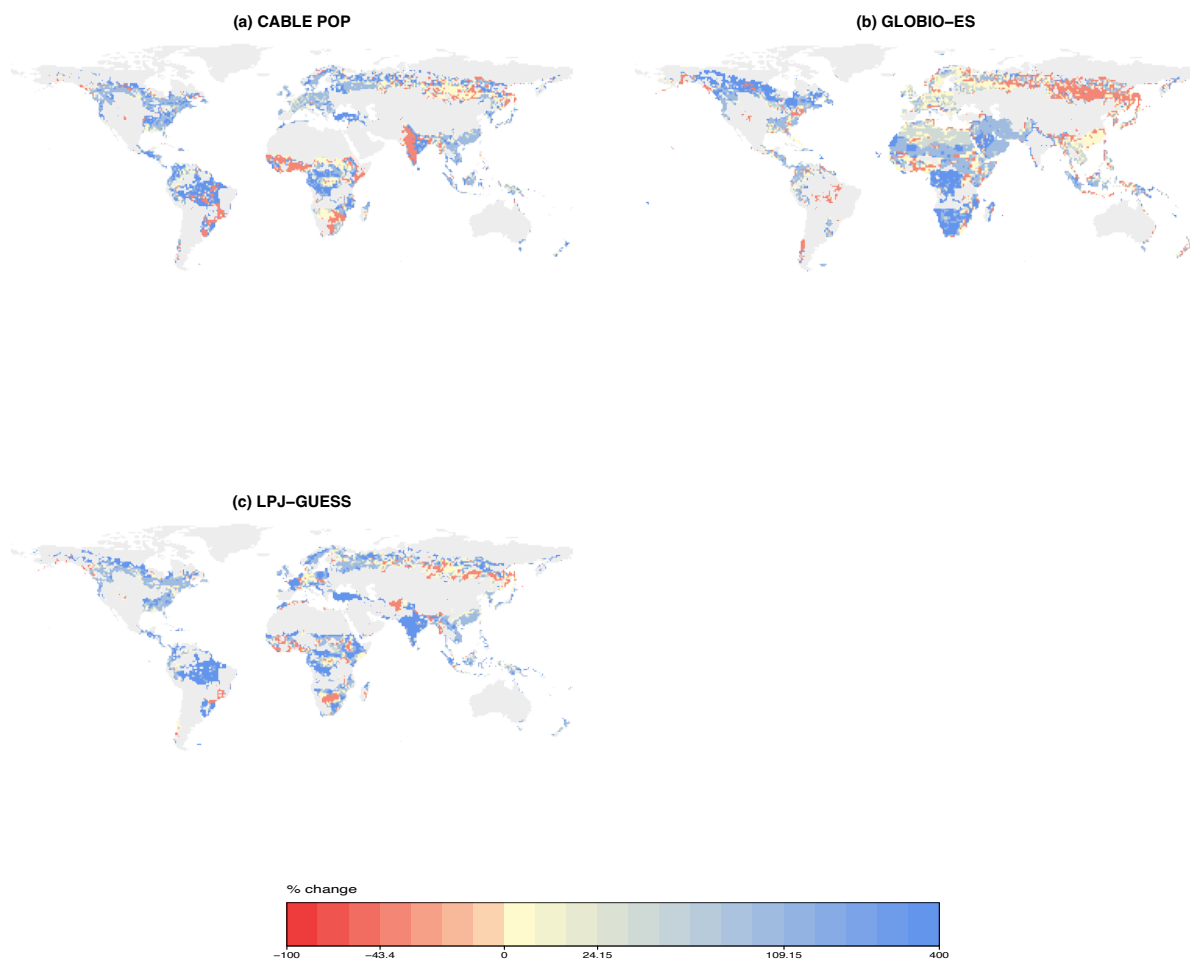 (a) CABLE POP
(b) GLOBIO−ES
(c) LPJ−GUESS
% change
−100 −43.4 0 24.15 109.15 400